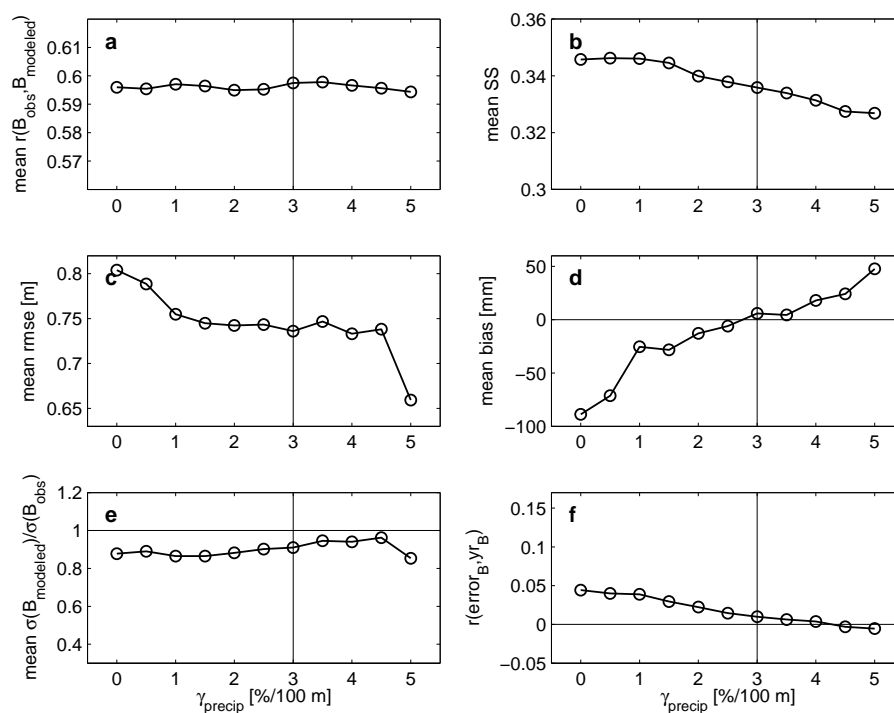 a
mean r(B_obs,B_modeled)
0.61
0.6
0.59
0.58
0.57
0 1 2 3 4 5
b
mean SS
0.36
0.34
0.32
0.3
0 1 2 3 4 5
c
mean rmse [m]
0.8
0.75
0.7
0.65
0 1 2 3 4 5
d
mean bias [mm]
50
0
−50
−100
0 1 2 3 4 5
e
mean σ(B_modeled)/σ(B_obs)
1.2
1
0.8
0.6
0.4
0 1 2 3 4 5
γ_precip [%/100 m]
f
r(error_B,yr_B)
0.15
0.1
0.05
0
−0.05
0 1 2 3 4 5
γ_precip [%/100 m]